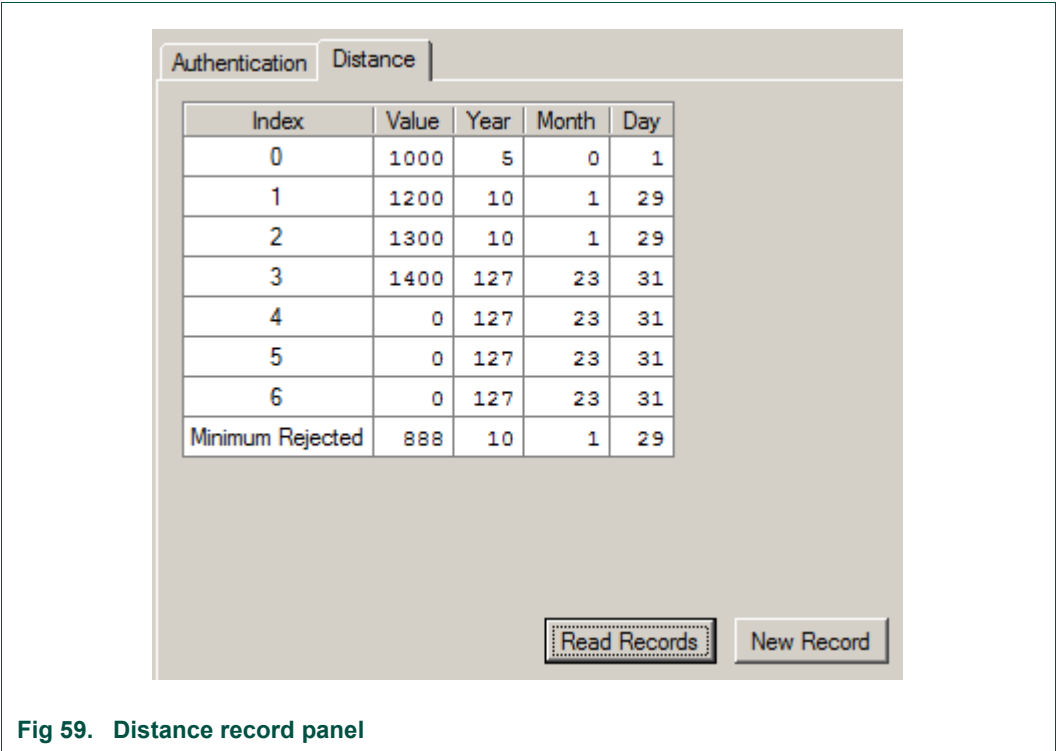 Authentication Distance
Index Value Year Month Day
0 1000 5 0 1
1 1200 10 1 29
2 1300 10 1 29
3 1400 127 23 31
4 0 127 23 31
5 0 127 23 31
6 0 127 23 31
Minimum Rejected 888 10 1 29
Read Records New Record
Fig 59. Distance record panel